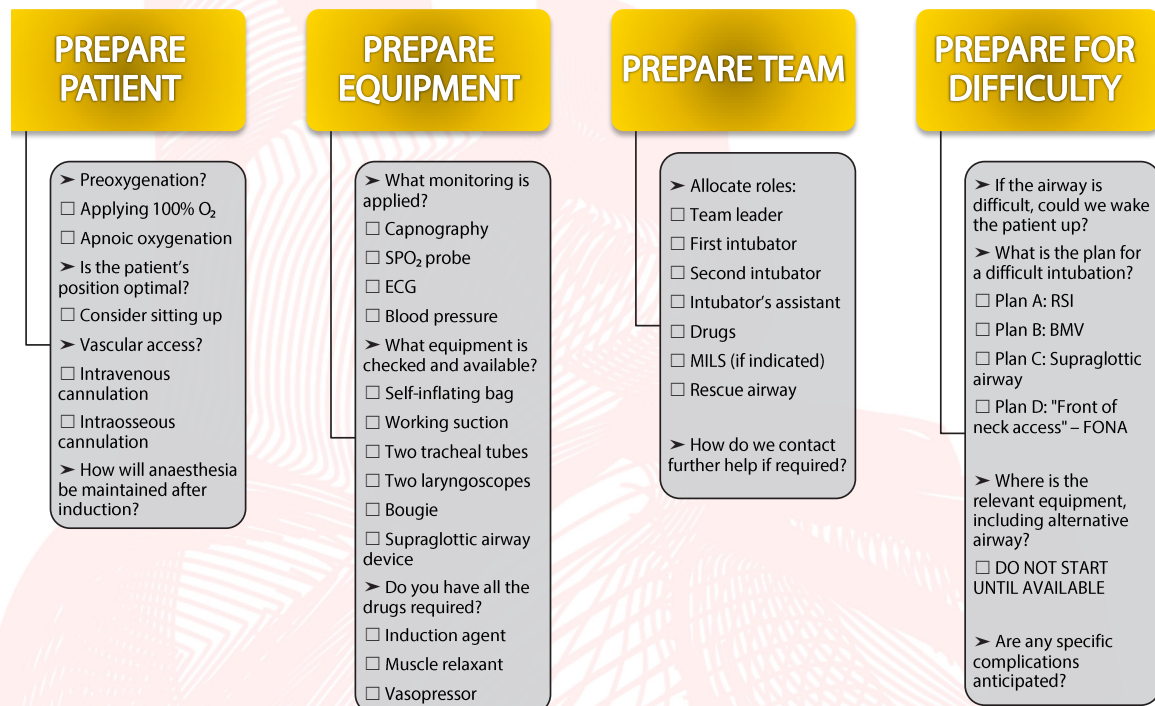 PREPARE
PATIENT
➤ Preoxygenation?
☐ Applying 100% O₂
☐ Apnoic oxygenation
➤ Is the patient's
position optimal?
☐ Consider sitting up
➤ Vascular access?
☐ Intravenous
cannulation
☐ Intraosseous
cannulation
➤ How will anaesthesia
be maintained after
induction?
PREPARE
EQUIPMENT
➤ What monitoring is
applied?
☐ Capnography
☐ SPO₂ probe
☐ ECG
☐ Blood pressure
➤ What equipment is
checked and available?
☐ Self-inflating bag
☐ Working suction
☐ Two tracheal tubes
☐ Two laryngoscopes
☐ Bougie
☐ Supraglottic airway
device
➤ Do you have all the
drugs required?
☐ Induction agent
☐ Muscle relaxant
☐ Vasopressor
PREPARE TEAM
➤ Allocate roles:
☐ Team leader
☐ First intubator
☐ Second intubator
☐ Intubator's assistant
☐ Drugs
☐ MILS (if indicated)
☐ Rescue airway
➤ How do we contact
further help if required?
PREPARE FOR
DIFFICULTY
➤ If the airway is
difficult, could we wake
the patient up?
➤ What is the plan for
a difficult intubation?
☐ Plan A: RSI
☐ Plan B: BMV
☐ Plan C: Supraglottic
airway
☐ Plan D: "Front of
neck access" – FONA
➤ Where is the
relevant equipment,
including alternative
airway?
☐ DO NOT START
UNTIL AVAILABLE
➤ Are any specific
complications
anticipated?